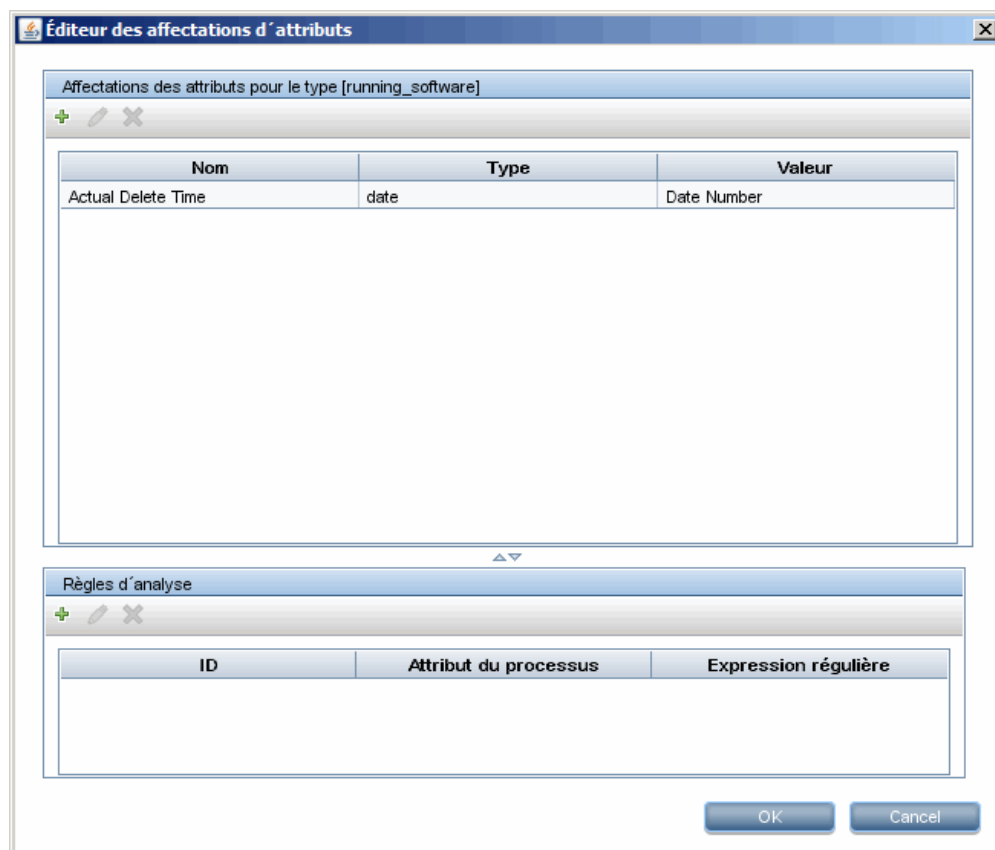 Éditeur des affectations d´attributs
Affectations des attributs pour le type [running_software]
Nom Type Valeur
Actual Delete Time date Date Number
Règles d´analyse
ID Attribut du processus Expression régulière
OK Cancel